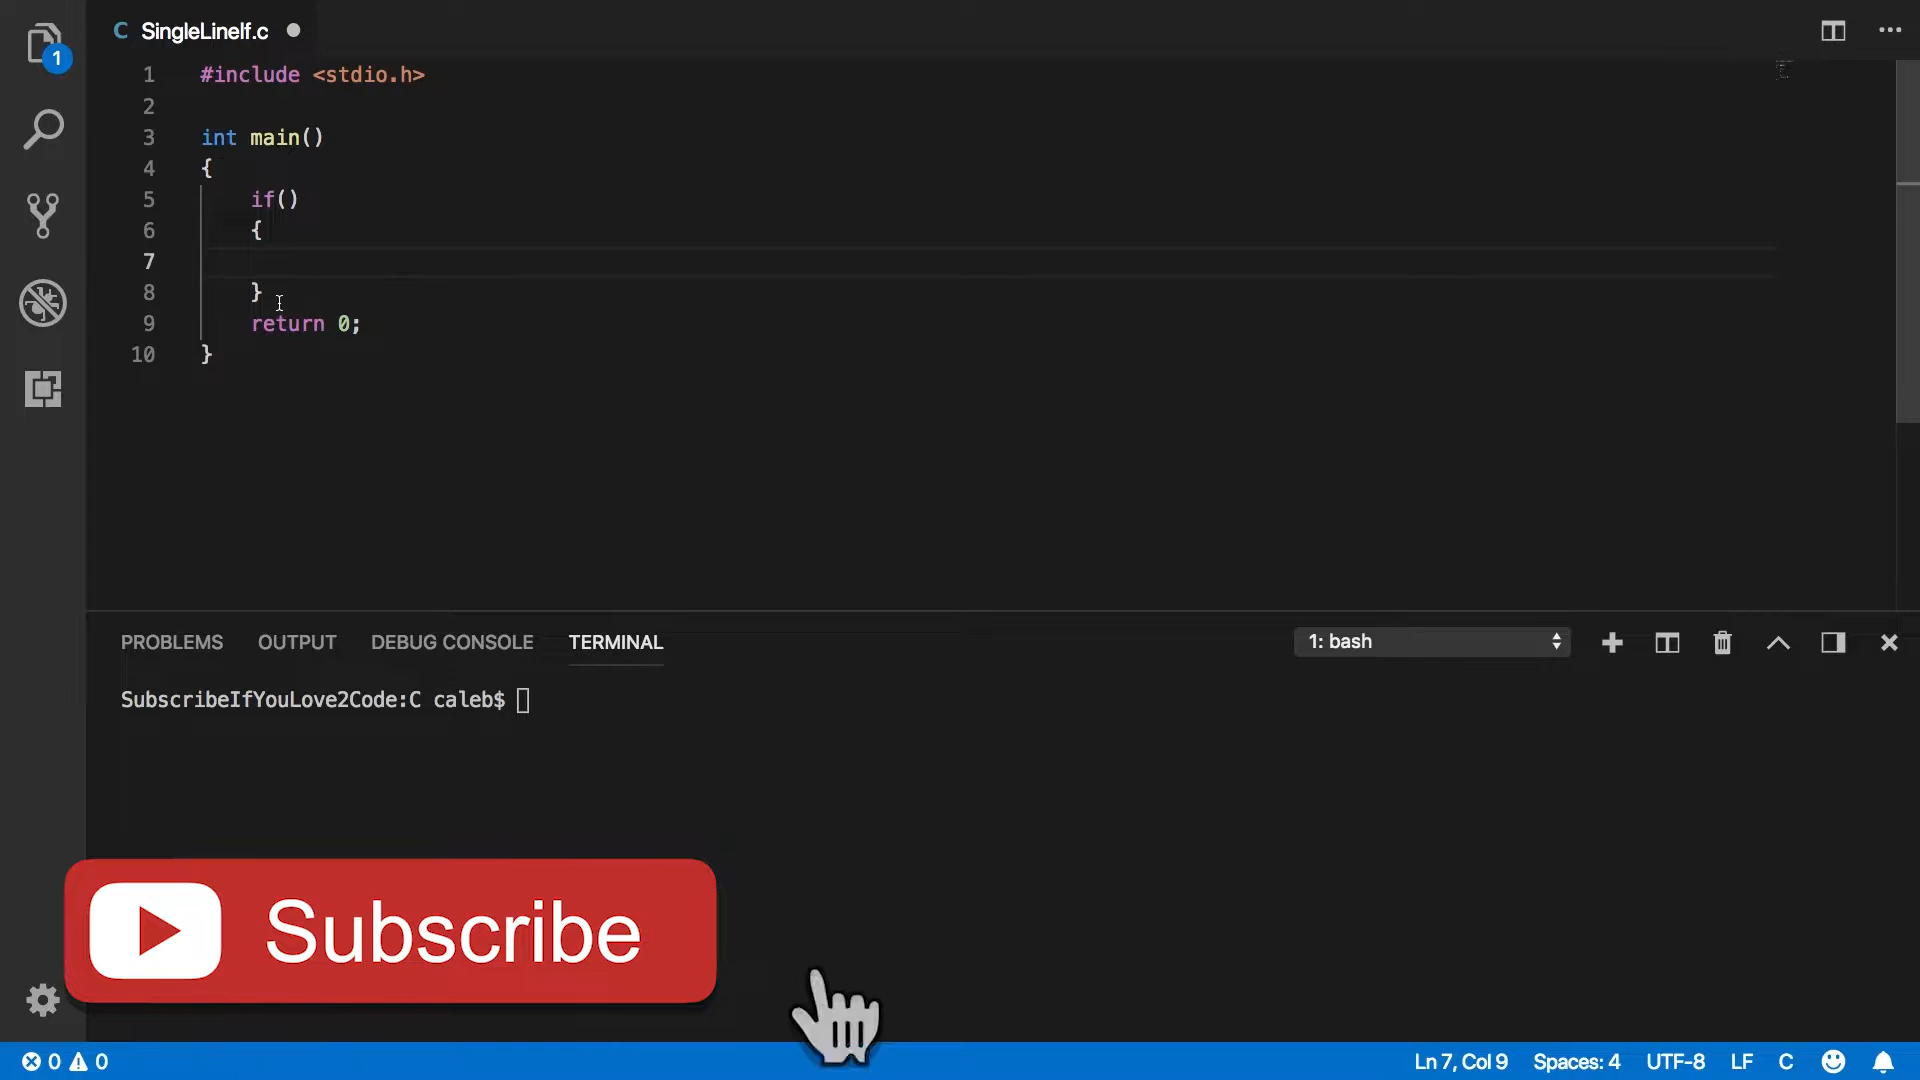 C SingleLineIf.c
1
1 #include <stdio.h>
2
3 int main()
4 {
5 if()
6 {
7
8 }
9 return 0;
10 }
PROBLEMS OUTPUT DEBUG CONSOLE TERMINAL 1: bash
SubscribeIfYouLove2Code:C caleb$
Subscribe
0 0 Ln 7, Col 9 Spaces: 4 UTF-8 LF C